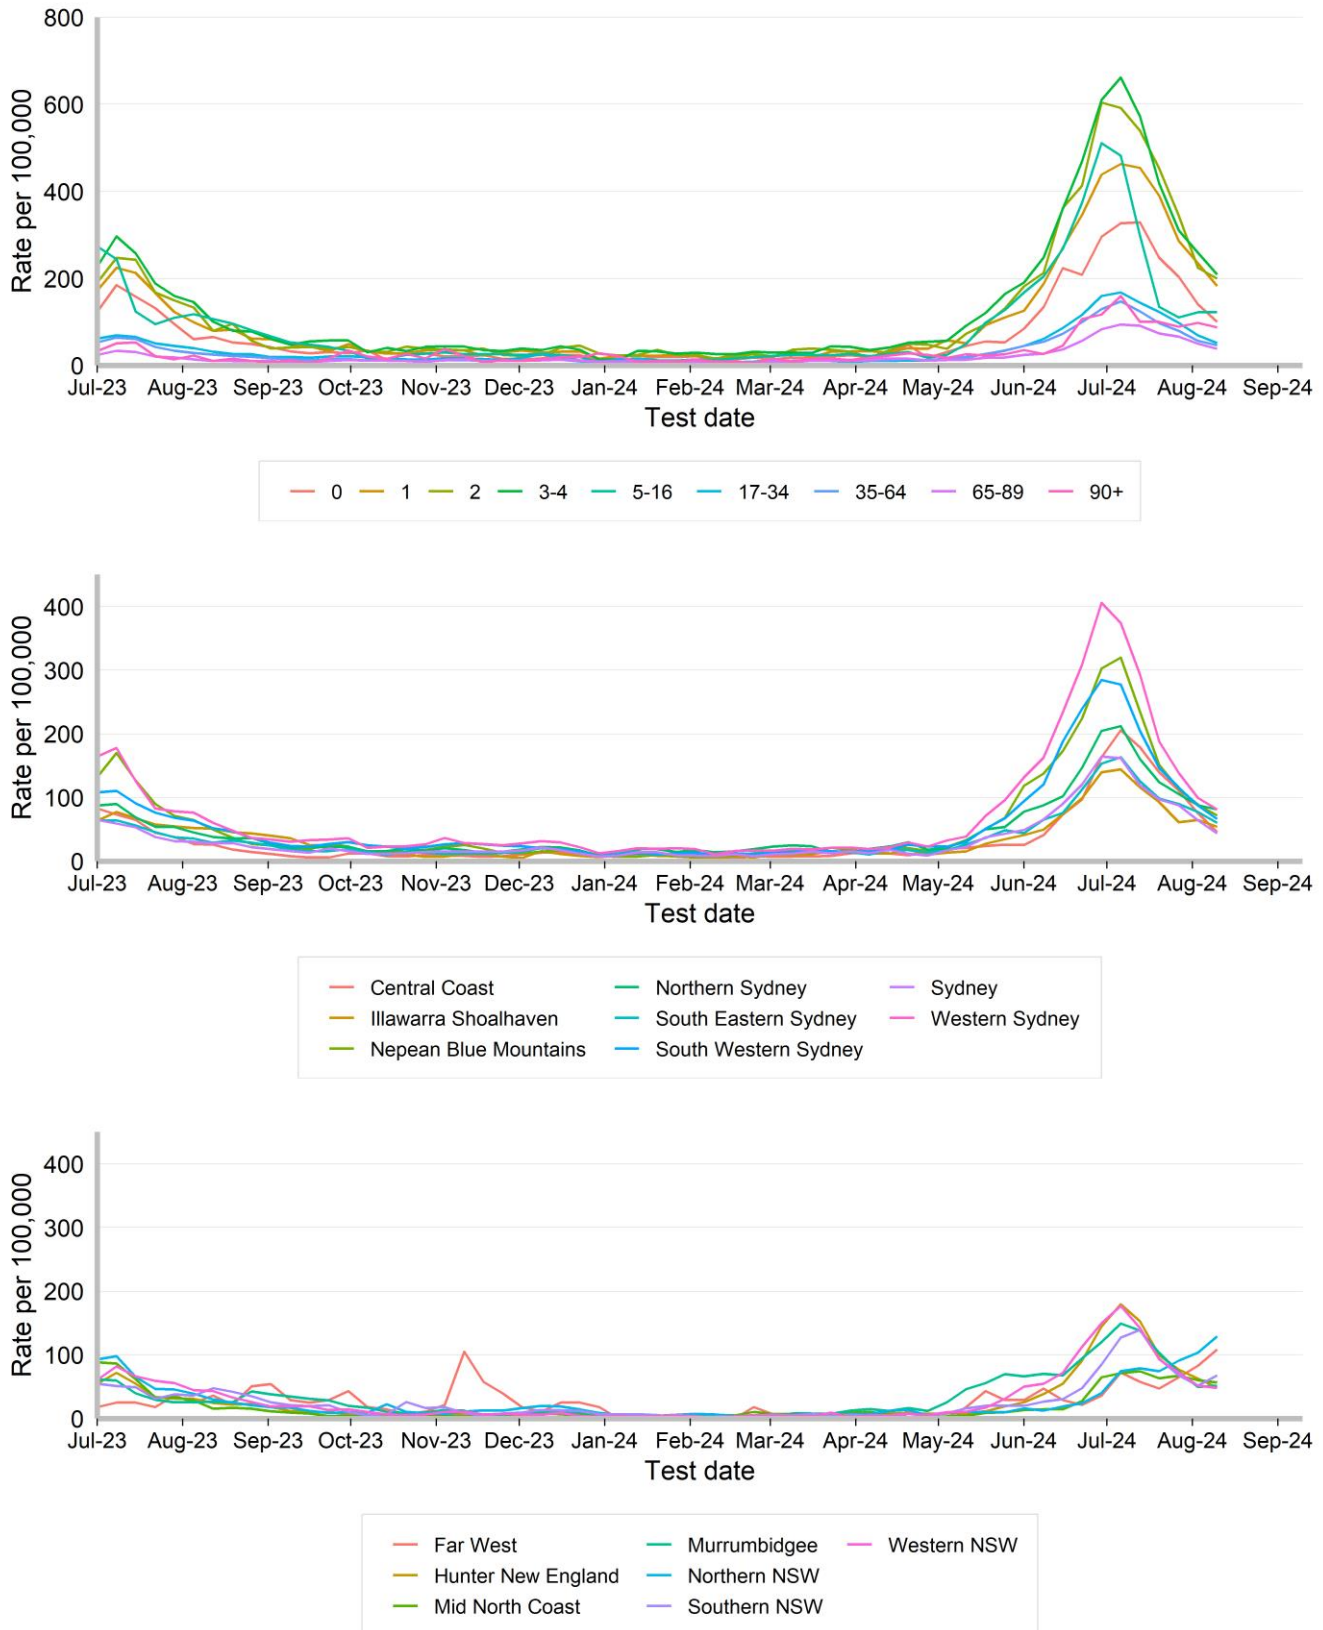 800
600
400
200
0
Rate per 100,000
Jul-23 Aug-23 Sep-23 Oct-23 Nov-23 Dec-23 Jan-24 Feb-24 Mar-24 Apr-24 May-24 Jun-24 Jul-24 Aug-24 Sep-24
Test date
0 1 2 3-4 5-16 17-34 35-64 65-89 90+
400
300
200
100
0
Rate per 100,000
Jul-23 Aug-23 Sep-23 Oct-23 Nov-23 Dec-23 Jan-24 Feb-24 Mar-24 Apr-24 May-24 Jun-24 Jul-24 Aug-24 Sep-24
Test date
Central Coast Northern Sydney Sydney
Illawarra Shoalhaven South Eastern Sydney Western Sydney
Nepean Blue Mountains South Western Sydney
400
300
200
100
0
Rate per 100,000
Jul-23 Aug-23 Sep-23 Oct-23 Nov-23 Dec-23 Jan-24 Feb-24 Mar-24 Apr-24 May-24 Jun-24 Jul-24 Aug-24 Sep-24
Test date
Far West Murrumbidgee Western NSW
Hunter New England Northern NSW
Mid North Coast Southern NSW